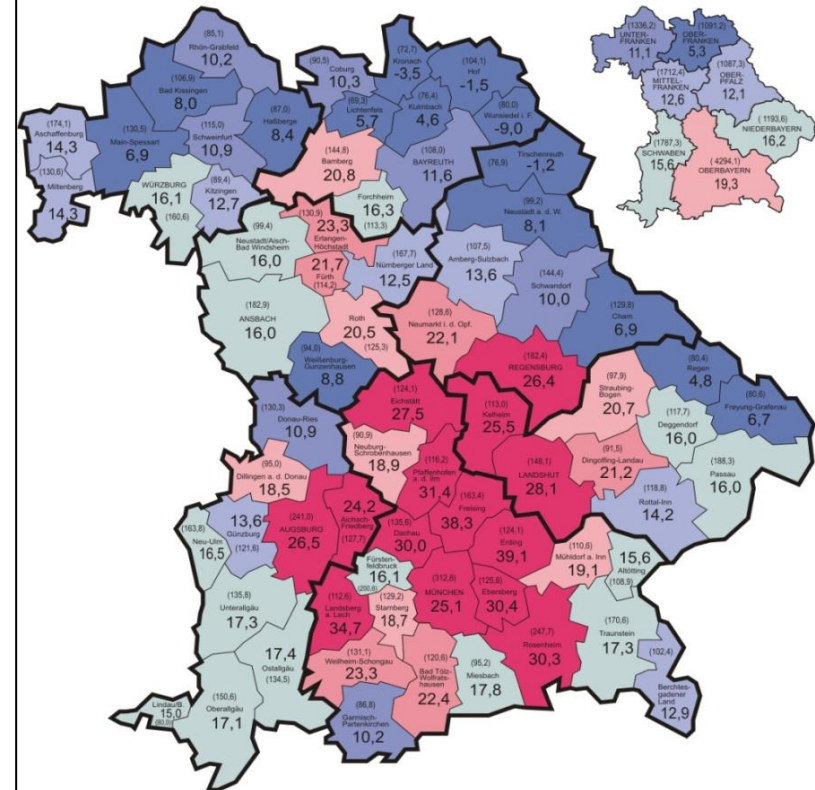 (85,1)
Rhön-Grabfeld
10,2
(106,9)
Bad Kissingen
8,0
(87,0)
Haßberge
8,4
(174,1)
Aschaffenburg
14,3
(130,5)
Main-Spessart
6,9
(115,0)
Schweinfurt
10,9
(130,6)
Miltenberg
14,3
WÜRZBURG
16,1
(160,6)
(89,4)
Kitzingen
12,7
(90,5)
Coburg
10,3
(72,7)
Kronach
-3,5
(104,1)
Hof
-1,5
(69,3)
Lichtenfels
5,7
(76,4)
Kulmbach
4,6
(80,0)
Wunsiedel i. F.
-9,0
(144,8)
Bamberg
20,8
(108,0)
BAYREUTH
11,6
Forchheim
16,3
(113,3)
(76,9)
Tirschenreuth
-1,2
(99,2)
Neustadt a. d. W.
8,1
(99,4)
Neustadt/Aisch-
Bad Windsheim
16,0
(130,9)
23,3
Erlangen-
Höchstadt
21,7
Fürth
(114,2)
(167,7)
Nürnberger Land
12,5
(107,5)
Amberg-Sulzbach
13,6
(144,4)
Schwandorf
10,0
(129,8)
Cham
6,9
(182,9)
ANSBACH
16,0
Roth
20,5
(125,3)
(128,6)
Neumarkt i. d. Opf.
22,1
(94,0)
Weißenburg-
Gunzenhausen
8,8
(182,4)
REGENSBURG
26,4
(80,4)
Regen
4,8
(97,9)
Straubing-
Bogen
20,7
(80,8)
Freyung-Grafenau
6,7
(117,7)
Deggendorf
16,0
(130,3)
Donau-Ries
10,9
(124,1)
Eichstätt
27,5
(113,0)
Kelheim
25,5
(90,9)
Neuburg-
Schrobenhausen
18,9
(116,2)
Pfaffenhofen
a. d. Ilm
31,4
(148,1)
LANDSHUT
28,1
(91,5)
Dingolfing-Landau
21,2
(188,3)
Passau
16,0
(118,8)
Rottal-Inn
14,2
(95,0)
Dillingen a. d. Donau
18,5
(163,8)
Neu-Ulm
16,5
13,6
Günzburg
(121,6)
(241,0)
AUGSBURG
26,5
24,2
Aichach-
Friedberg
(127,7)
(135,8)
Dachau
30,0
(163,4)
Freising
38,3
(124,1)
Erding
39,1
(110,6)
Mühldorf a. Inn
19,1
15,6
Altötting
(108,9)
Fürsten-
feldbruck
16,1
(200,6)
(312,8)
MÜNCHEN
25,1
(125,6)
Ebersberg
30,4
(112,6)
Landsberg
a. Lech
34,7
(129,2)
Starnberg
18,7
(135,8)
Unterallgäu
17,3
17,4
Ostallgäu
(134,5)
(131,1)
Weilheim-Schongau
23,3
(120,6)
Bad Tölz-
Wolfrats-
hausen
22,4
(95,2)
Miesbach
17,8
(247,7)
Rosenheim
30,3
(170,6)
Traunstein
17,3
(102,4)
Berchtes-
gadener
Land
12,9
Lindau/B.
15,0
(80,0)
(150,6)
Oberallgäu
17,1
(86,8)
Garmisch-
Partenkirchen
10,2
(1336,2)
UNTER-
FRANKEN
11,1
(1091,2)
OBER-
FRANKEN
5,3
(1712,4)
MITTEL-
FRANKEN
12,6
(1087,3)
OBER-
PFALZ
12,1
(1193,6)
NIEDERBAYERN
16,2
(1787,3)
SCHWABEN
15,6
(4294,1)
OBERBAYERN
19,3